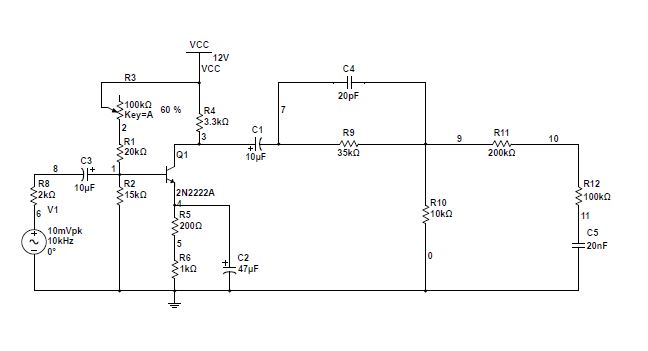 VCC
12V
VCC
R3
100kΩ
Key=A
60 %
2
R1
20kΩ
R4
3.3kΩ
3
C4
20pF
7
C1
10µF
R9
35kΩ
9
R11
200kΩ
10
8
C3
10µF
1
Q1
2N2222A
R8
2kΩ
6
V1
10mVpk
10kHz
0°
R2
15kΩ
4
R5
200Ω
5
R6
1kΩ
C2
47µF
R10
10kΩ
0
R12
100kΩ
11
C5
20nF